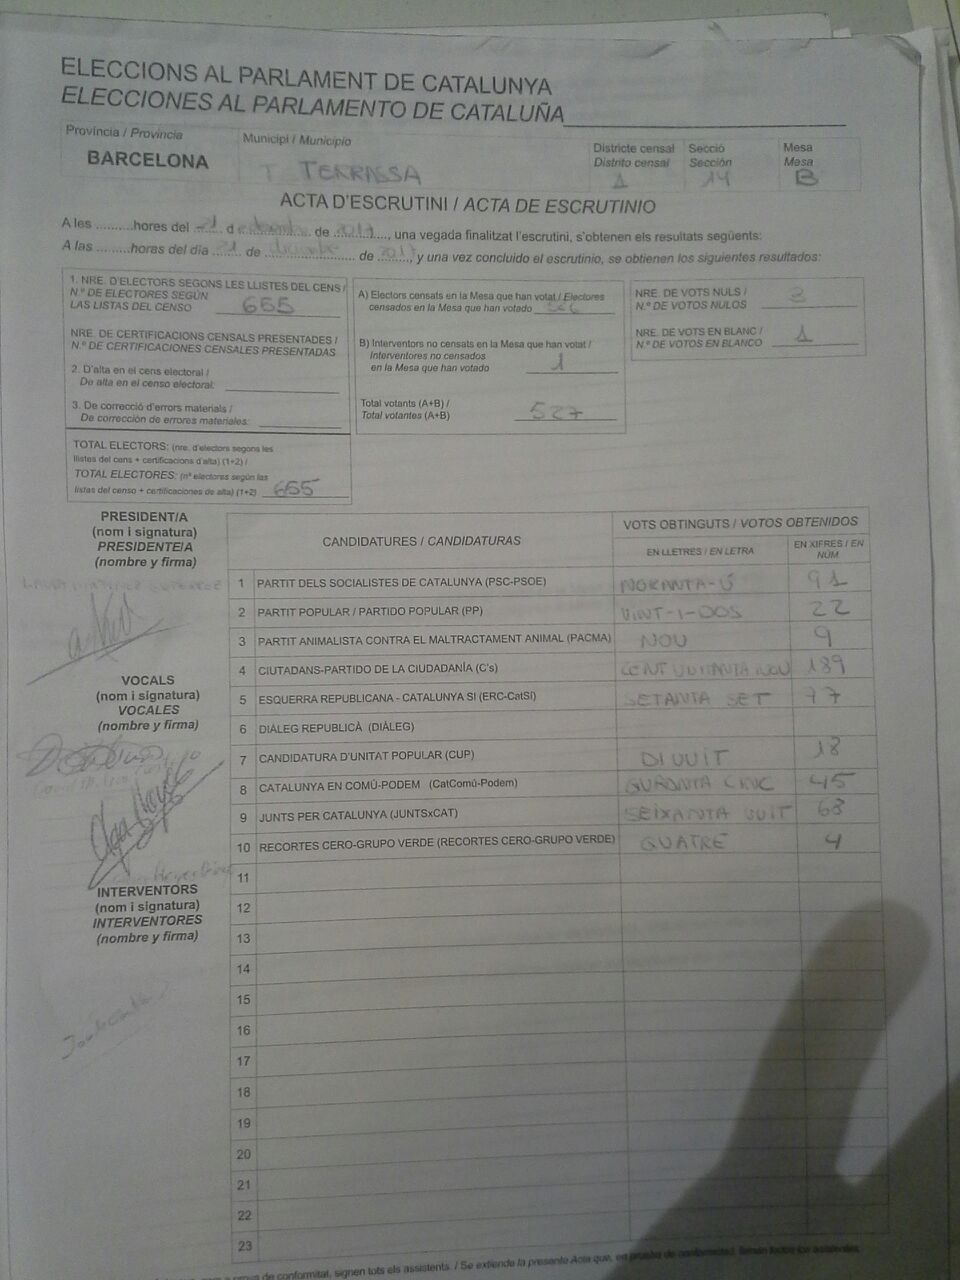 ELECCIONS AL PARLAMENT DE CATALUNYA
ELECCIONES AL PARLAMENTO DE CATALUÑA
Província / Provincia
BARCELONA
Municipi / Municipio
TERRASSA
Districte censal
Distrito censal
1
Secció
Sección
14
Mesa
Mesa
B
ACTA D'ESCRUTINI / ACTA DE ESCRUTINIO
A les ..........hores del 21 d de 2017, una vegada finalitzat l'escrutini, s'obtenen els resultats següents:
A las .........horas del día 21 de diciembre de 2017, y una vez concluido el escrutinio, se obtienen los siguientes resultados:
1. NRE. D'ELECTORS SEGONS LES LLISTES DEL CENS /
N.º DE ELECTORES SEGÚN
LAS LISTAS DEL CENSO 655
NRE. DE CERTIFICACIONS CENSALS PRESENTADES /
N.º DE CERTIFICACIONES CENSALES PRESENTADAS
2. D'alta en el cens electoral /
De alta en el censo electoral:
3. De correcció d'errors materials /
De corrección de errores materiales:
TOTAL ELECTORS: (nre. d'electors segons les
llistes del cens + certificacions d'alta) (1+2) /
TOTAL ELECTORES: (nº electores según las
listas del censo + certificaciones de alta) (1+2) 655
A) Electors censats en la Mesa que han votat / Electores
censados en la Mesa que han votado 526
B) Interventors no censats en la Mesa que han votat /
Interventores no censados
en la Mesa que han votado 1
Total votants (A+B) /
Total votantes (A+B) 527
NRE. DE VOTS NULS /
N.º DE VOTOS NULOS 3
NRE. DE VOTS EN BLANC /
N.º DE VOTOS EN BLANCO 1
PRESIDENT/A
(nom i signatura)
PRESIDENTE/A
(nombre y firma)
VOCALS
(nom i signatura)
VOCALES
(nombre y firma)
INTERVENTORS
(nom i signatura)
INTERVENTORES
(nombre y firma)
CANDIDATURES / CANDIDATURAS
VOTS OBTINGUTS / VOTOS OBTENIDOS
EN LLETRES / EN LETRA
EN XIFRES / EN NÚM
1 PARTIT DELS SOCIALISTES DE CATALUNYA (PSC-PSOE) NORANTA-Ú 91
2 PARTIT POPULAR / PARTIDO POPULAR (PP) VINT-I-DOS 22
3 PARTIT ANIMALISTA CONTRA EL MALTRACTAMENT ANIMAL (PACMA) NOU 9
4 CIUTADANS-PARTIDO DE LA CIUDADANÍA (C's) CENT VUITANTA NOU 189
5 ESQUERRA REPUBLICANA - CATALUNYA SI (ERC-CatSí) SETANTA SET 77
6 DIÀLEG REPUBLICÀ (DIÀLEG)
7 CANDIDATURA D'UNITAT POPULAR (CUP) DI VUIT 18
8 CATALUNYA EN COMÚ-PODEM (CatComú-Podem) QUARANTA CINC 45
9 JUNTS PER CATALUNYA (JUNTSxCAT) SEIXANTA VUIT 68
10 RECORTES CERO-GRUPO VERDE (RECORTES CERO-GRUPO VERDE) QUATRE 4
11
12
13
14
15
16
17
18
19
20
21
22
23
de conformitat, signen tots els assistents. / Se extiende la presente Acta que, en prueba de conformidad, firman todos los asistentes.